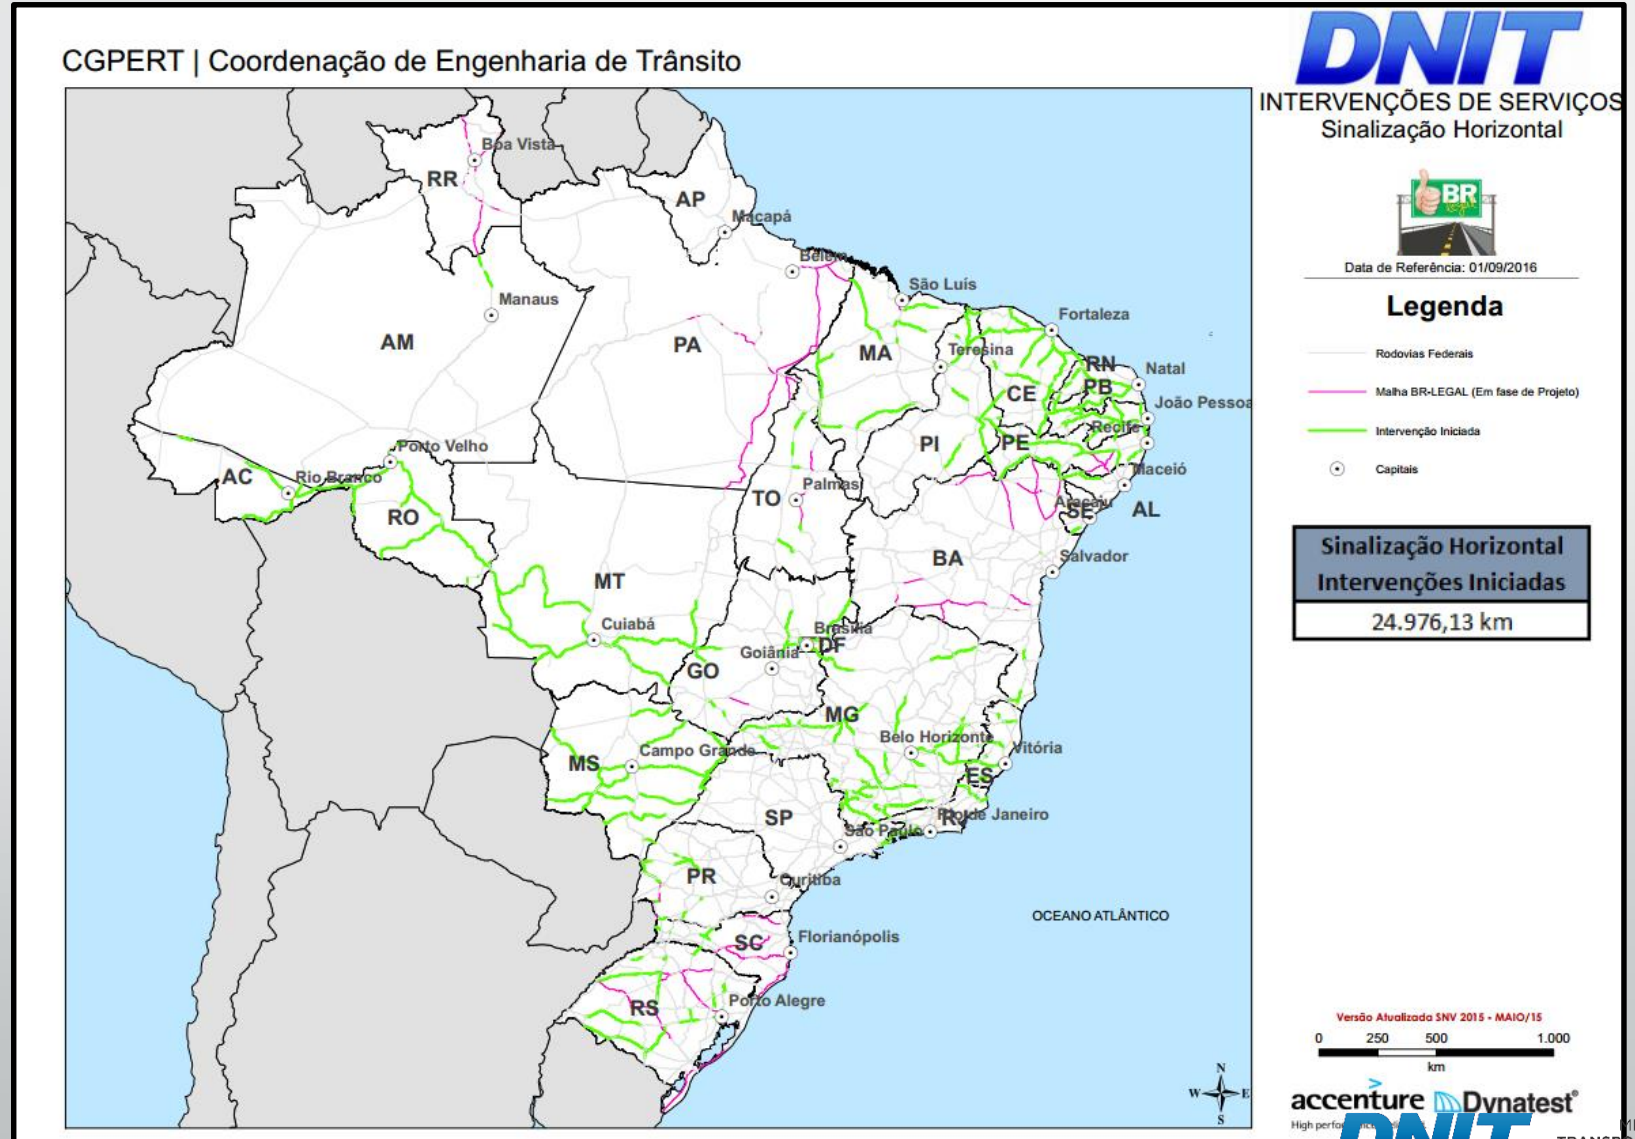 CGPERT | Coordenação de Engenharia de Trânsito
DNIT
INTERVENÇÕES DE SERVIÇOS
Sinalização Horizontal
BR
legal
Data de Referência: 01/09/2016
Legenda
Rodovias Federais
Malha BR-LEGAL (Em fase de Projeto)
Intervenção Iniciada
Capitais
Sinalização Horizontal
Intervenções Iniciadas
24.976,13 km
Boa Vista
RR
AP
Macapá
Belém
São Luís
Manaus
Fortaleza
AM
PA
MA
Teresina
RN
Natal
CE
PB
João Pessoa
Recife
PI
PE
Porto Velho
Maceió
AC
Rio Branco
Palmas
TO
Aracaju
SE
AL
RO
BA
Salvador
MT
Cuiabá
Brasília
Goiânia
DF
GO
MG
Belo Horizonte
Vitória
Campo Grande
MS
ES
SP
Rio de Janeiro
RJ
São Paulo
PR
Curitiba
OCEANO ATLÂNTICO
SC
Florianópolis
RS
Porto Alegre
N
W E
S
Versão Atualizada SNV 2015 - MAIO/15
0 250 500 1.000
km
accenture Dynatest®
High
DNIT